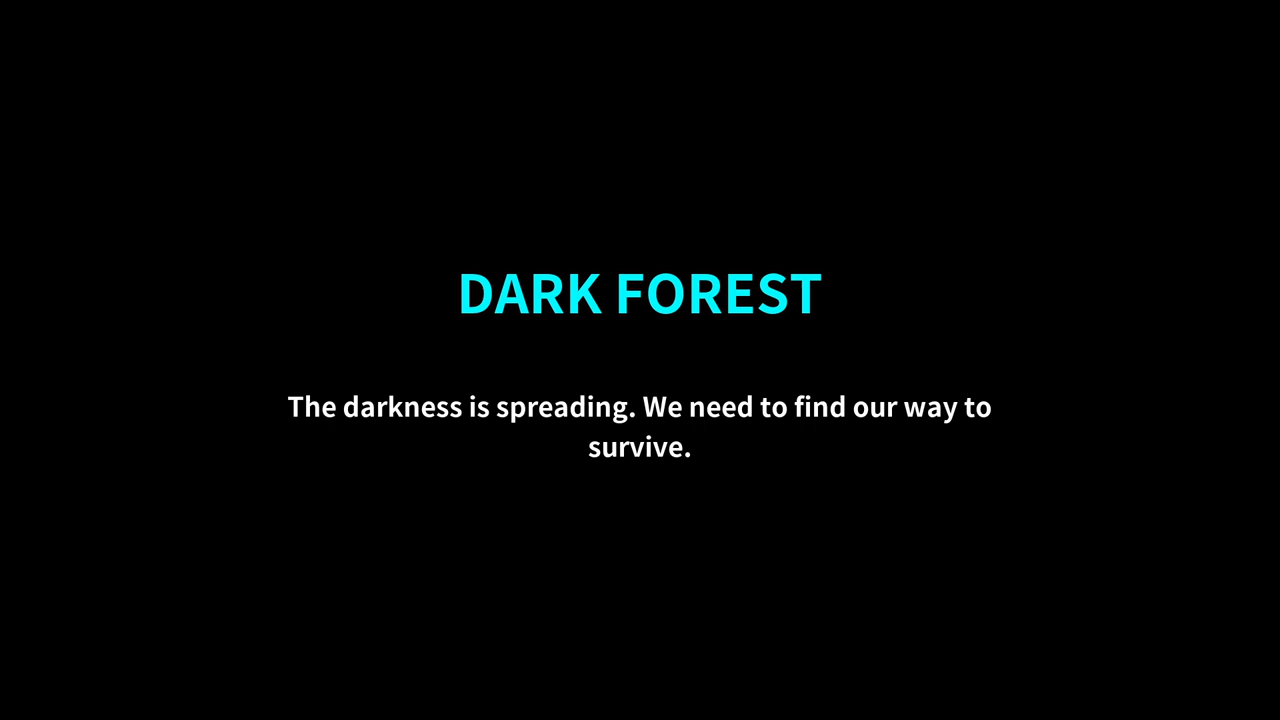 DARK FOREST
The darkness is spreading. We need to find our way to
survive.